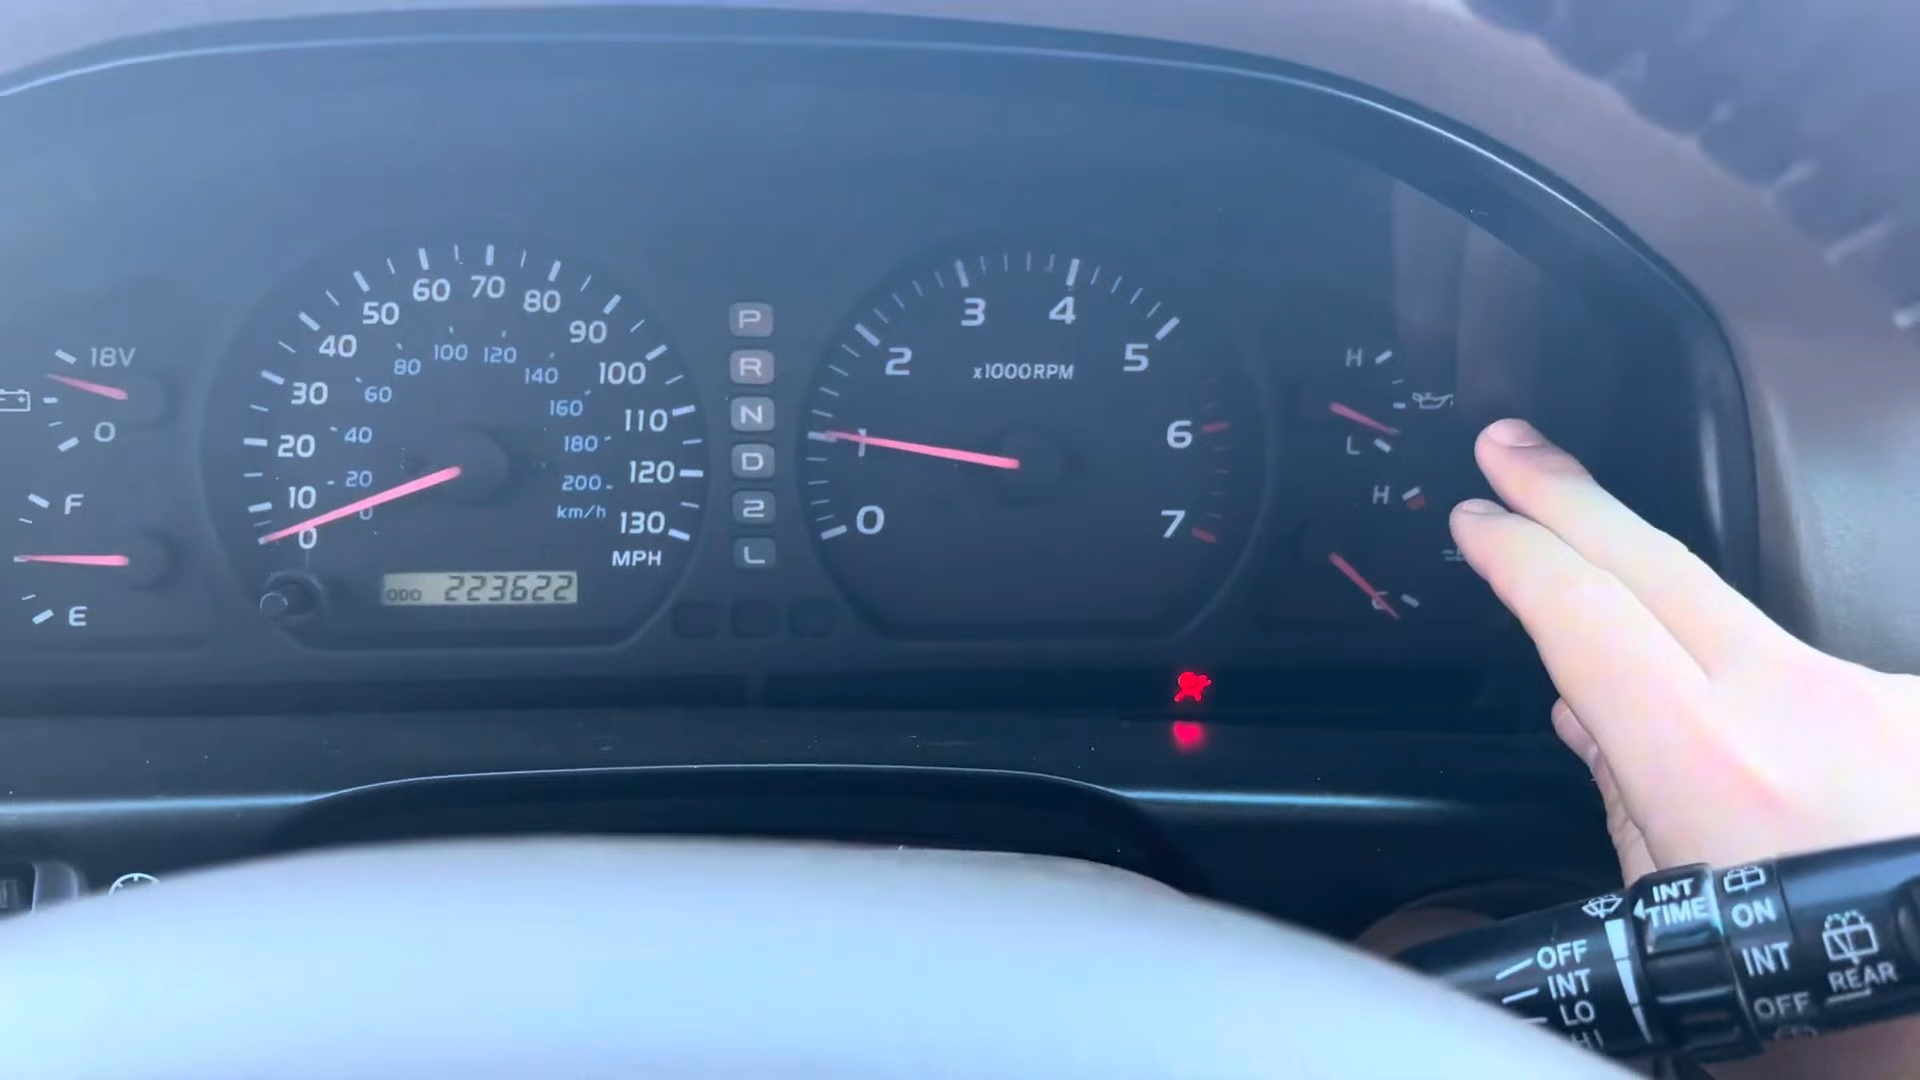 18V
0
F
E
0
10
20
30
40
50
60
70
80
90
100
110
120
130
MPH
0
20
40
60
80
100
120
140
160
180
200
km/h
ODO 223622
P
R
N
D
2
L
0
1
2
3
4
5
6
7
x1000RPM
H
L
H
C
INT
TIME
ON
INT
OFF
REAR
OFF
INT
LO
HI